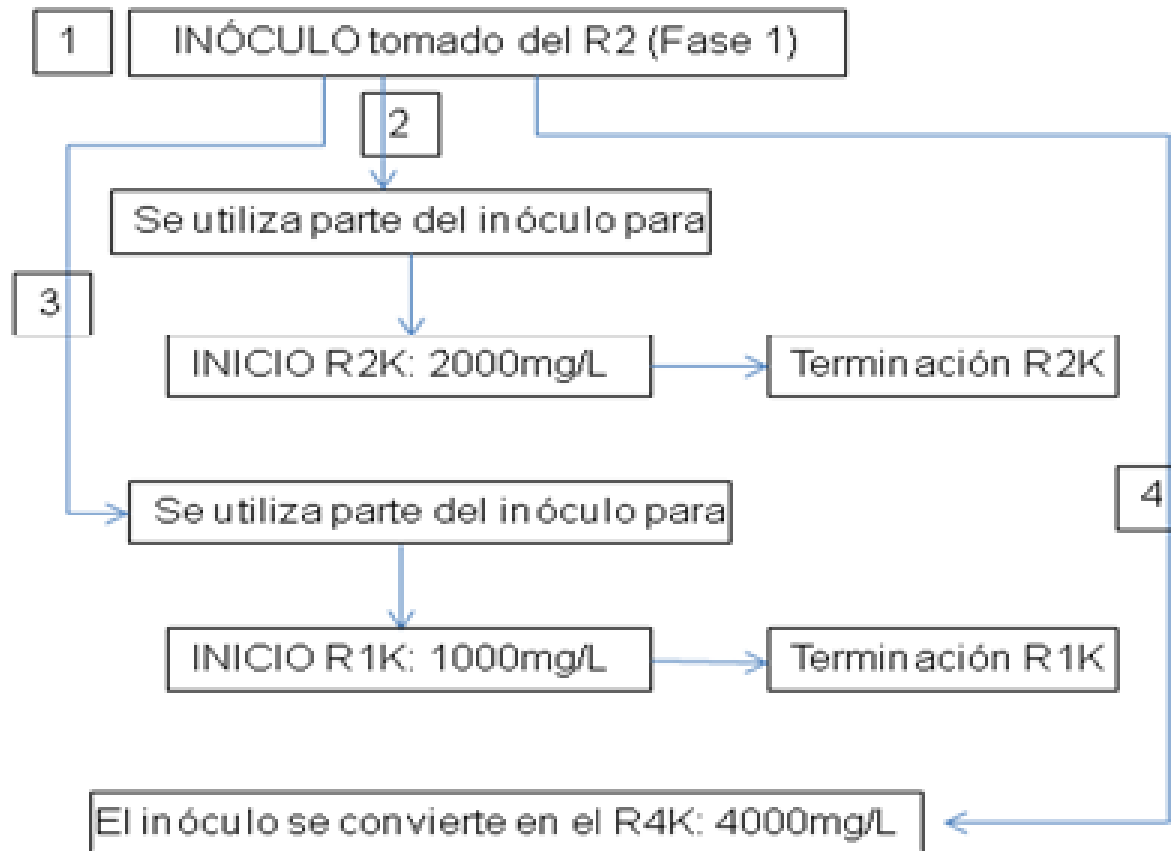 1
INÓCULO tomado del R2 (Fase 1)
2
Se utiliza parte del inóculo para
3
INICIO R2K: 2000mg/L
Terminación R2K
Se utiliza parte del inóculo para
4
INICIO R1K: 1000mg/L
Terminación R1K
El inóculo se convierte en el R4K: 4000mg/L